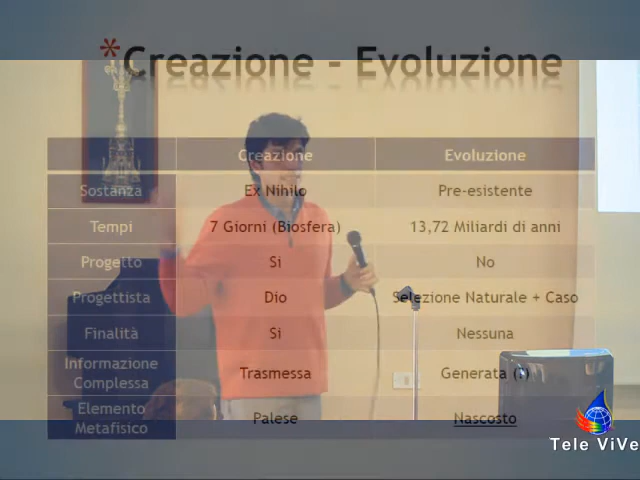 *Creazione - Evoluzione
Creazione Evoluzione
Sostanza Ex Nihilo Pre-esistente
Tempi 7 Giorni (Biosfera) 13,72 Miliardi di anni
Progetto Si No
Progettista Dio Selezione Naturale + Caso
Finalità Si Nessuna
Informazione
Complessa Trasmessa Generata (?)
Elemento
Metafisico Palese Nascosto
Tele ViVe